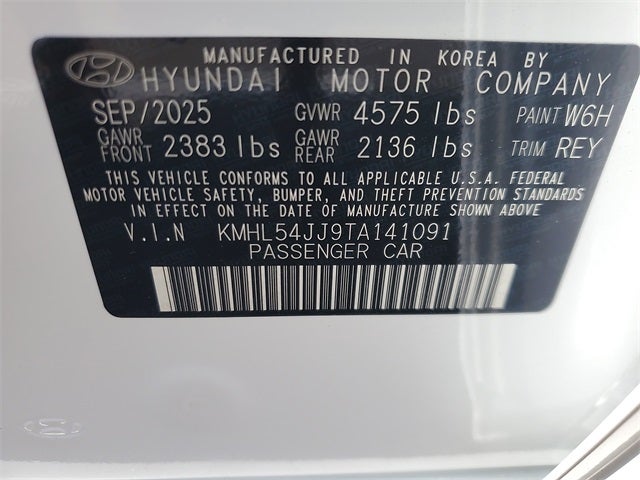 MANUFACTURED IN KOREA BY
HYUNDAI MOTOR COMPANY
SEP/2025 GVWR 4575 lbs PAINT W6H
GAWR FRONT 2383 lbs GAWR REAR 2136 lbs TRIM REY
THIS VEHICLE CONFORMS TO ALL APPLICABLE U.S.A. FEDERAL
MOTOR VEHICLE SAFETY, BUMPER, AND THEFT PREVENTION STANDARDS
IN EFFECT ON THE DATE OF MANUFACTURE SHOWN ABOVE
V.I.N KMHL54JJ9TA141091
PASSENGER CAR